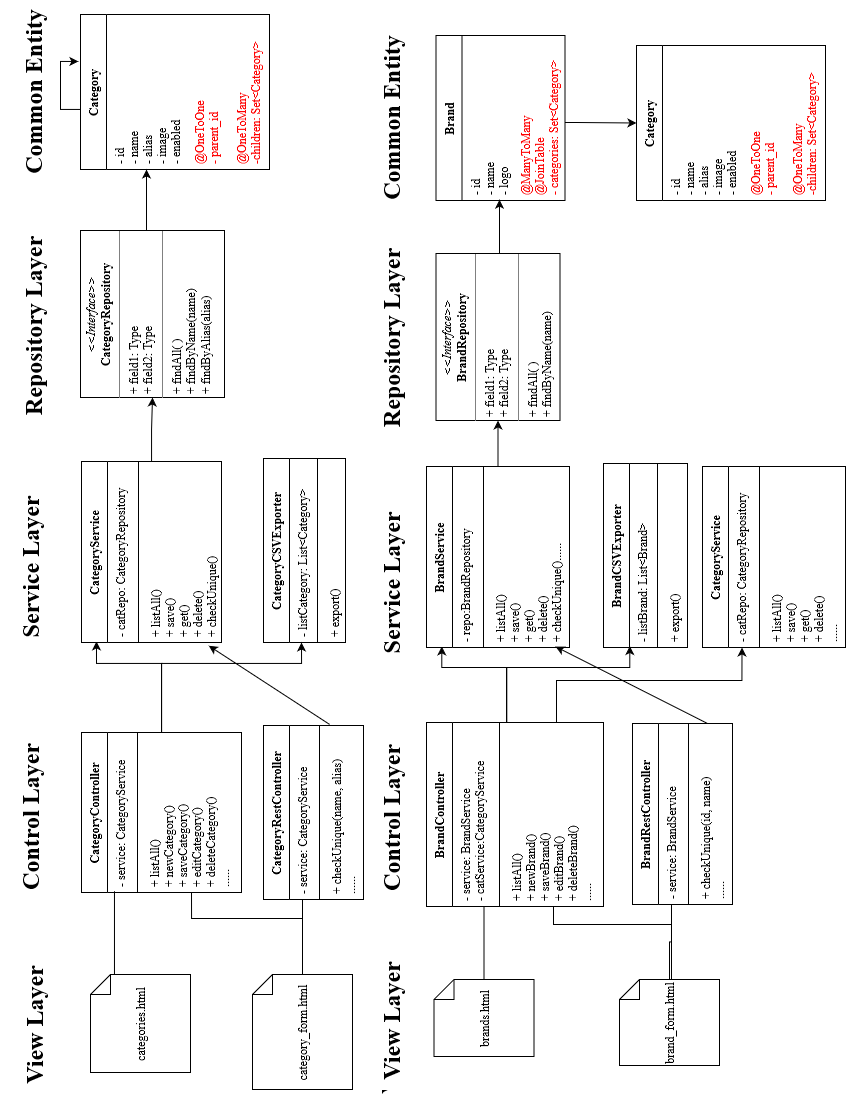 View Layer
Control Layer
Service Layer
Repository Layer
Common Entity
categories.html
category_form.html
CategoryController
- service: CategoryService
+ listAll()
+ newCategory()
+ saveCategory()
+ editCategory()
+ deleteCategory()
......
CategoryRestController
- service: CategoryService
+ checkUnique(name, alias)
......
CategoryService
- catRepo: CategoryRepository
+ listAll()
+ save()
+ get()
+ delete()
+ checkUnique()
CategoryCSVExporter
- listCategory: List<Category>
+ export()
<<Interface>>
CategoryRepository
+ field1: Type
+ field2: Type
+ findAll( )
+ findByName(name)
+ findByAlias(alias)
Category
- id
- name
- alias
- image
- enabled
@OneToOne
- parent_id
@OneToMany
-children: Set<Category>
View Layer
Control Layer
Service Layer
Repository Layer
Common Entity
brands.html
brand_form.html
BrandController
- service: BrandService
- catService:CategoryService
+ listAll()
+ newBrand()
+ saveBrand()
+ editBrand()
+ deleteBrand()
......
BrandRestController
- service: BrandService
+ checkUnique(id, name)
......
BrandService
- repo:BrandRepository
+ listAll()
+ save()
+ get()
+ delete()
+ checkUnique()......
BrandCSVExporter
- listBrand: List<Brand>
+ export()
CategoryService
- catRepo: CategoryRepository
+ listAll()
+ save()
+ get()
+ delete()
......
<<Interface>>
BrandRepository
+ field1: Type
+ field2: Type
+ findAll( )
+ findByName(name)
Brand
- id
- name
- logo
@ManyToMany
@JoinTable
- categories: Set<Category>
Category
- id
- name
- alias
- image
- enabled
@OneToOne
- parent_id
@OneToMany
-children: Set<Category>